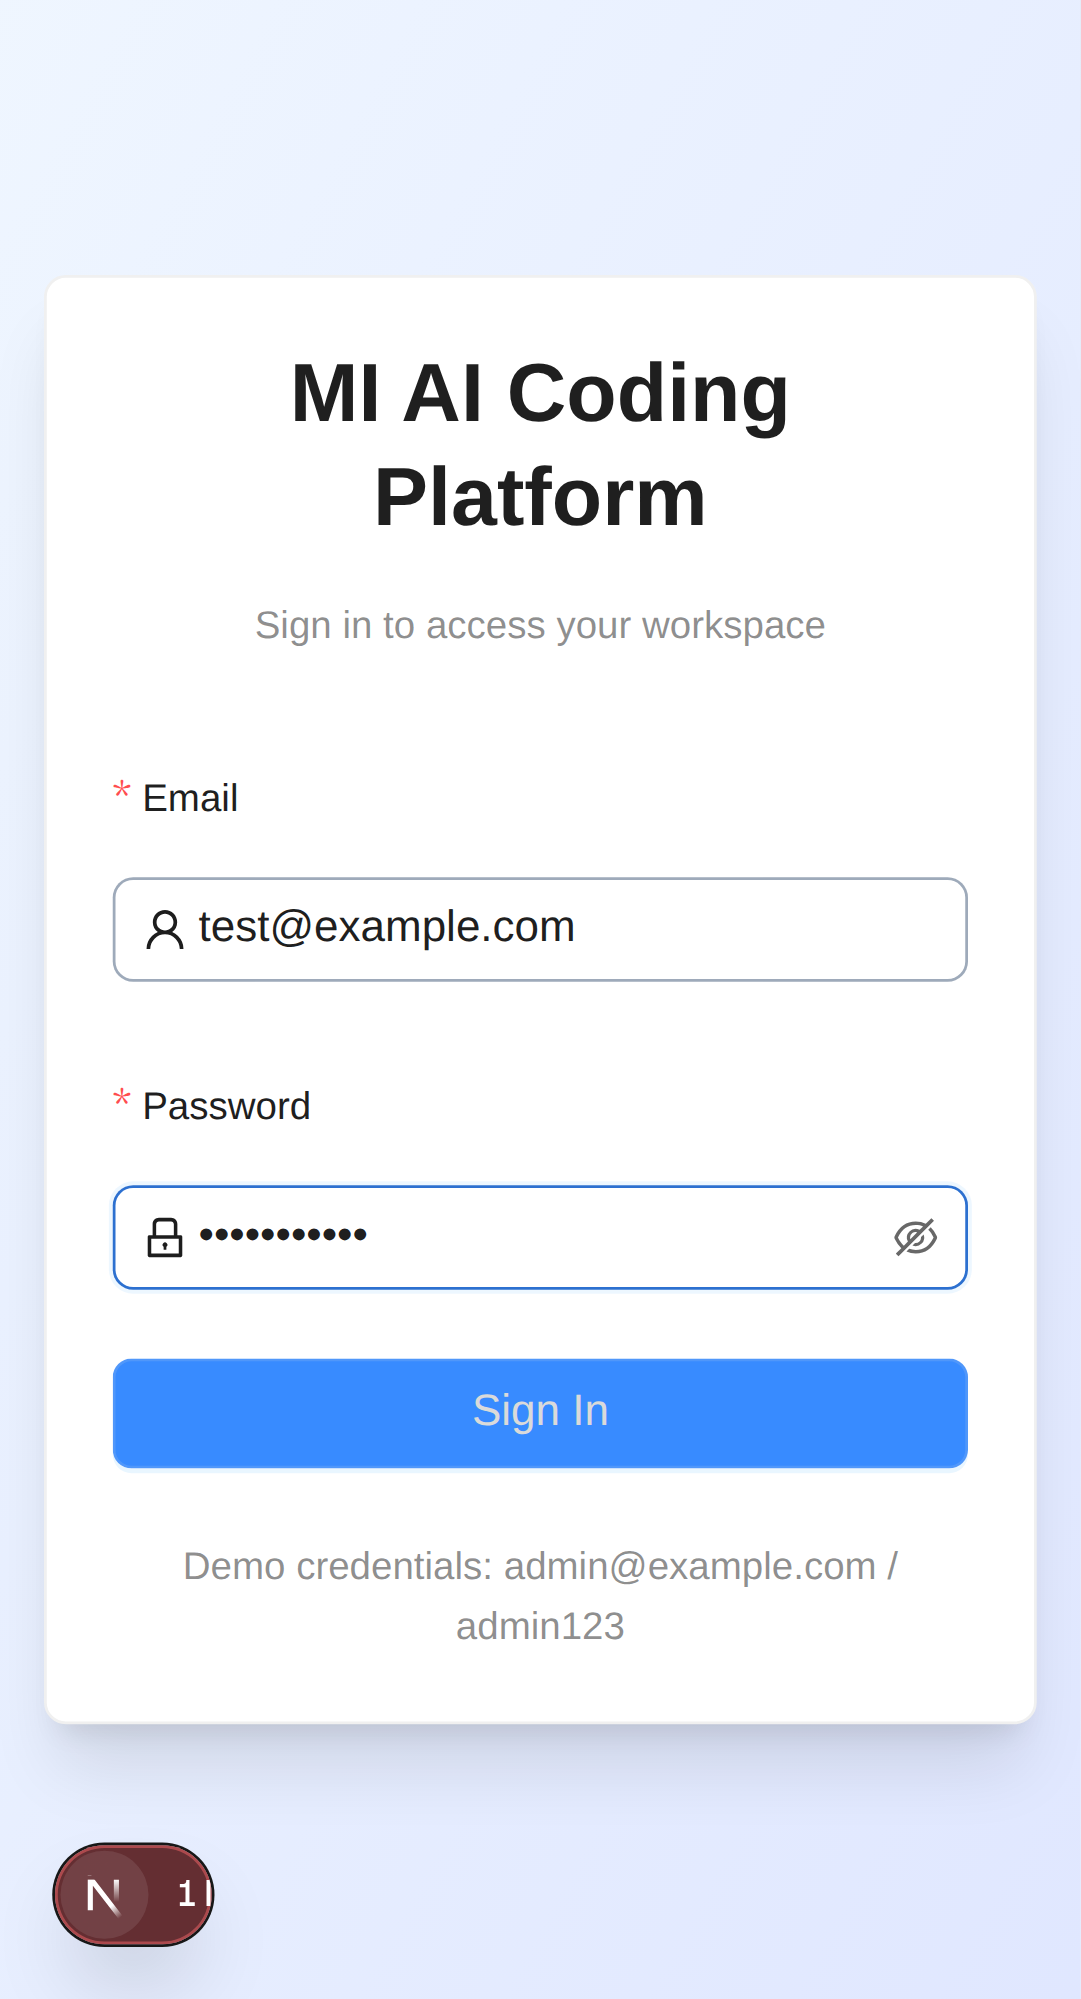 MI AI Coding
Platform
Sign in to access your workspace
* Email
test@example.com
* Password
•••••••••••
Sign In
Demo credentials: admin@example.com /
admin123
N 1